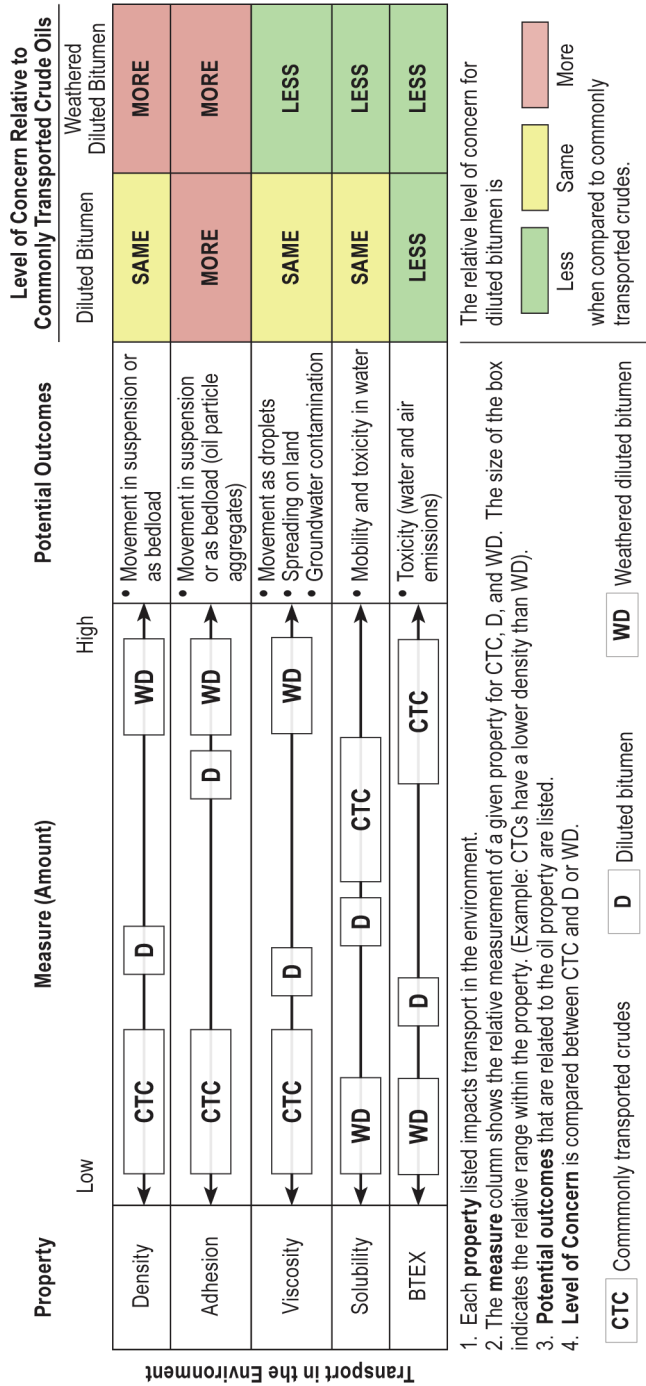 Level of Concern Relative to
Commonly Transported Crude Oils
Property
Measure (Amount)
Potential Outcomes
Diluted Bitumen
Weathered
Diluted Bitumen
Low
High
Transport in the Environment
Density
CTC
D
WD
• Movement in suspension or
as bedload
SAME
MORE
Adhesion
CTC
D
WD
• Movement in suspension
or as bedload (oil particle
aggregates)
MORE
MORE
Viscosity
CTC
D
WD
• Movement as droplets
• Spreading on land
• Groundwater contamination
SAME
LESS
Solubility
WD
D
CTC
• Mobility and toxicity in water
SAME
LESS
BTEX
WD
D
CTC
• Toxicity (water and air
emissions)
LESS
LESS
1. Each property listed impacts transport in the environment.
2. The measure column shows the relative measurement of a given property for CTC, D, and WD. The size of the box
indicates the relative range within the property. (Example: CTCs have a lower density than WD).
3. Potential outcomes that are related to the oil property are listed.
4. Level of Concern is compared between CTC and D or WD.
CTC Commmonly transported crudes
D Diluted bitumen
WD Weathered diluted bitumen
The relative level of concern for
diluted bitumen is
Less
Same
More
when compared to commonly
transported crudes.